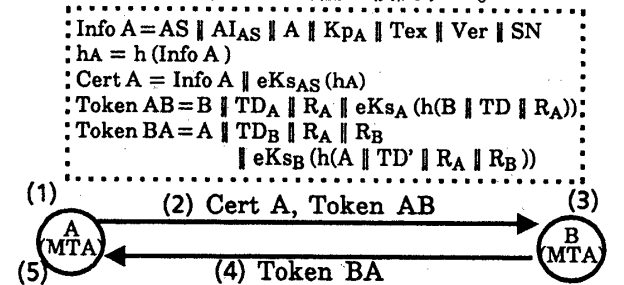 Info A = AS ‖ AI_AS ‖ A ‖ Kp_A ‖ Tex ‖ Ver ‖ SN
h_A = h (Info A )
Cert A = Info A ‖ eKs_AS (h_A)
Token AB = B ‖ TD_A ‖ R_A ‖ eKs_A (h(B ‖ TD ‖ R_A))
Token BA = A ‖ TD_B ‖ R_A ‖ R_B
‖ eKs_B (h(A ‖ TD' ‖ R_A ‖ R_B ))
(1)
(2) Cert A, Token AB
(3)
A
(MTA)
B
(MTA)
(5)
(4) Token BA